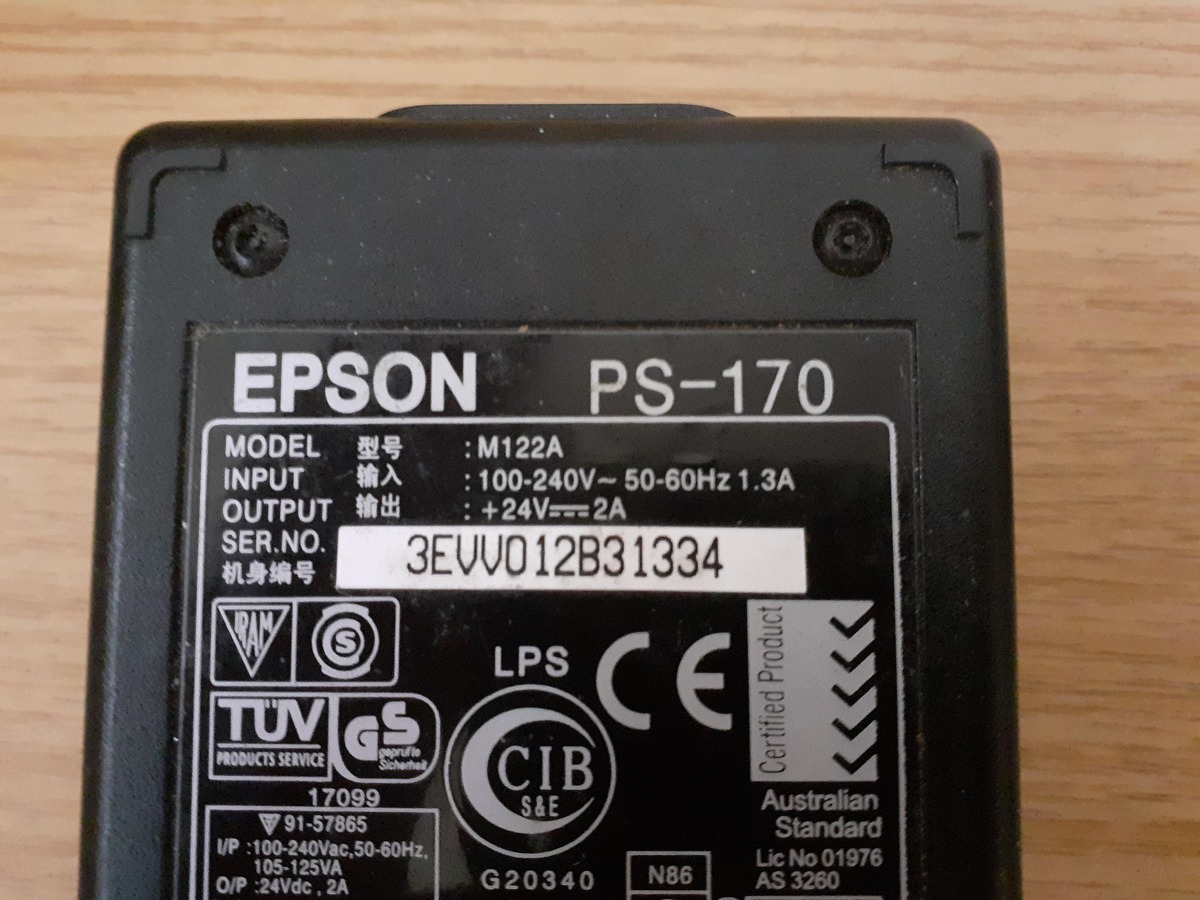 EPSON PS-170
MODEL 型号 : M122A
INPUT 输入 : 100-240V~ 50-60Hz 1.3A
OUTPUT 输出 : +24V⎓2A
SER.NO. 3EVV012B31334
机身编号
IRAM S
LPS CE
Certified Product
TÜV
PRODUCTS SERVICE
GS
geprüfte
Sicherheit
CIB
S&E
17099
91-57865
I/P :100-240Vac,50-60Hz,
105-125VA
O/P :24Vdc , 2A
G20340
N86
Australian
Standard
Lic No 01976
AS 3260